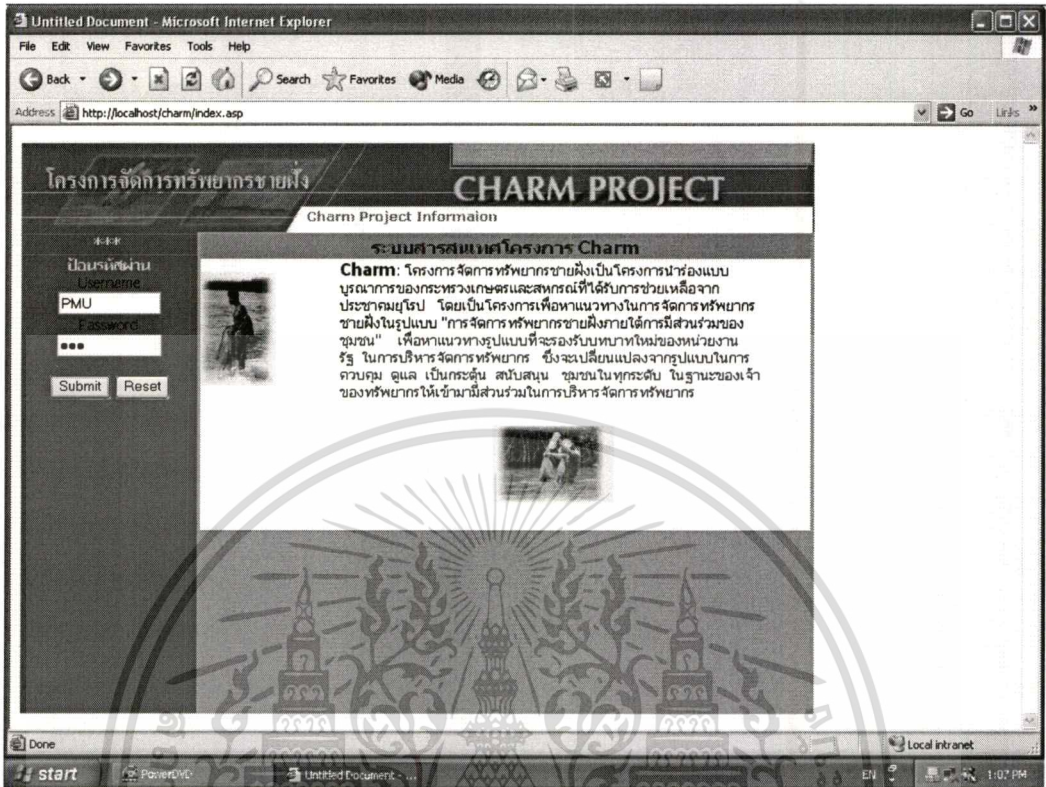 Untitled Document - Microsoft Internet Explorer
File Edit View Favorites Tools Help
Back Search Favorites Media
Address http://localhost/charm/index.asp Go Links »
โครงการจัดการทรัพยากรชายฝั่ง
CHARM PROJECT
Charm Project Informaion
***
ป้อนรหัสผ่าน
Username
PMU
Password
●●●
Submit Reset
ระบบสารสนเทศโครงการ Charm
Charm: โครงการจัดการทรัพยากรชายฝั่งเป็นโครงการนำร่องแบบ
บูรณาการของกระทรวงเกษตรและสหกรณ์ที่ได้รับการช่วยเหลือจาก
ประชาคมยุโรป โดยเป็นโครงการเพื่อหาแนวทางในการจัดการทรัพยากร
ชายฝั่งในรูปแบบ "การจัดการทรัพยากรชายฝั่งภายใต้การมีส่วนร่วมของ
ชุมชน" เพื่อหาแนวทางรูปแบบที่จะรองรับบทบาทใหม่ของหน่วยงาน
รัฐ ในการบริหารจัดการทรัพยากร ซึ่งจะเปลี่ยนแปลงจากรูปแบบในการ
ควบคุม ดูแล เป็นกระตุ้น สนับสนุน ชุมชนในทุกระดับ ในฐานะของเจ้า
ของทรัพยากรให้เข้ามามีส่วนร่วมในการบริหารจัดการทรัพยากร
Done Local intranet
start PowerDVD Untitled Document - ... EN 1:07 PM